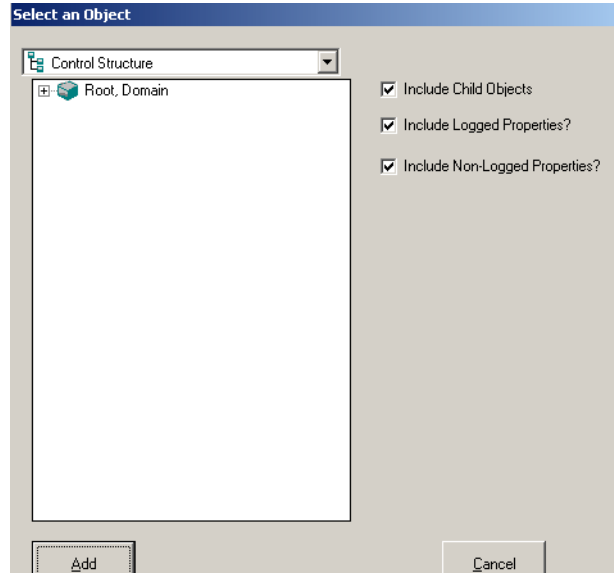 Select an Object
Control Structure
Root, Domain
Include Child Objects
Include Logged Properties?
Include Non-Logged Properties?
Add
Cancel